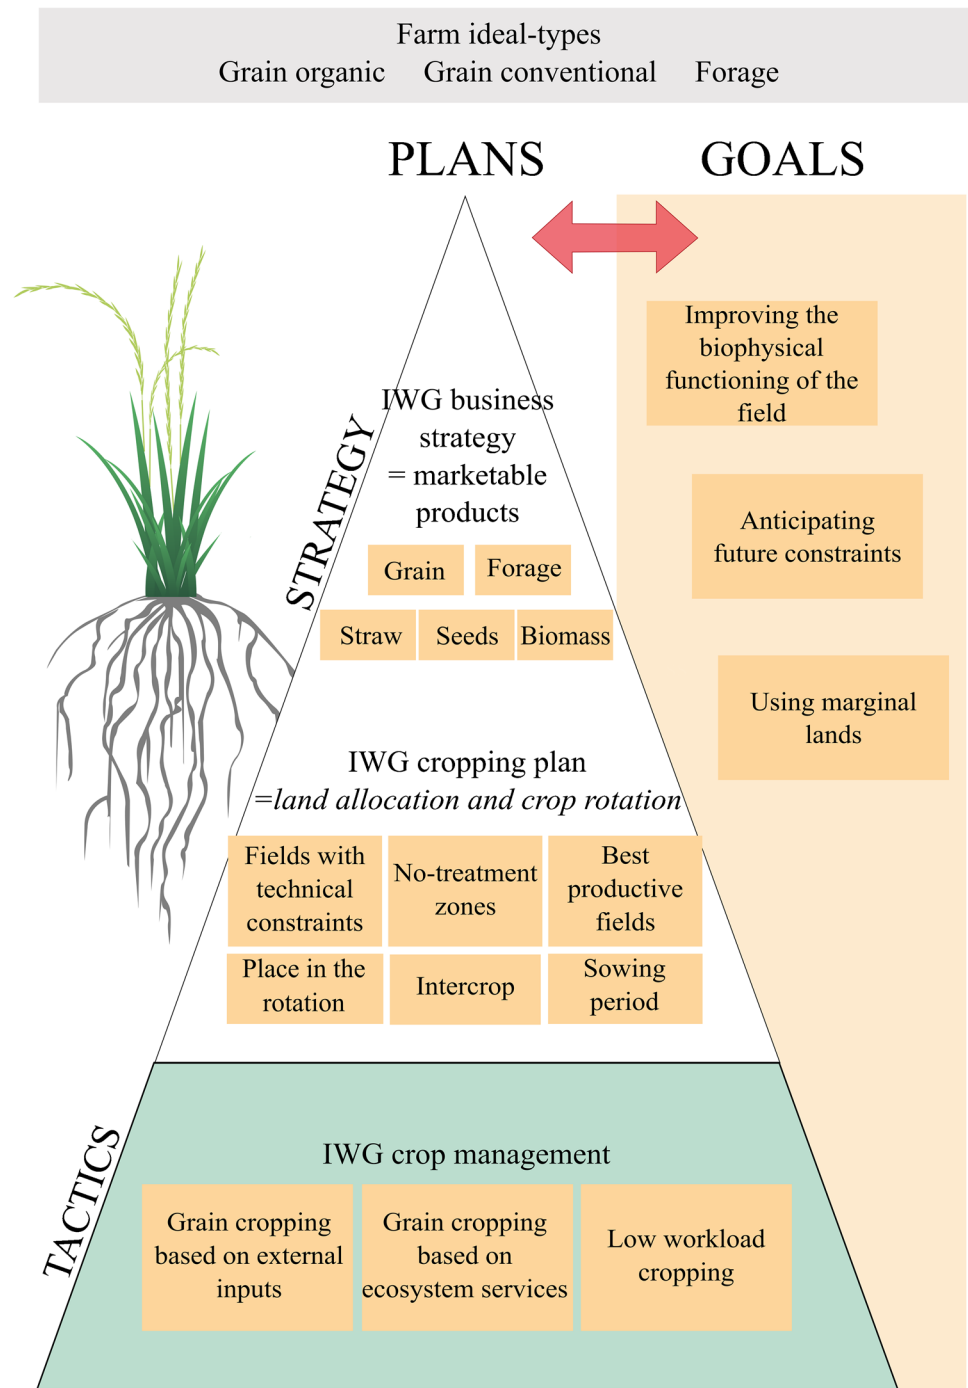 Farm ideal-types
Grain organic Grain conventional Forage
PLANS
GOALS
STRATEGY
IWG business
strategy
= marketable
products
Grain
Forage
Straw
Seeds
Biomass
IWG cropping plan
=land allocation and crop rotation
Fields with
technical
constraints
No-treatment
zones
Best
productive
fields
Place in the
rotation
Intercrop
Sowing
period
TACTICS
IWG crop management
Grain cropping
based on external
inputs
Grain cropping
based on
ecosystem services
Low workload
cropping
Improving the
biophysical
functioning of the
field
Anticipating
future constraints
Using marginal
lands